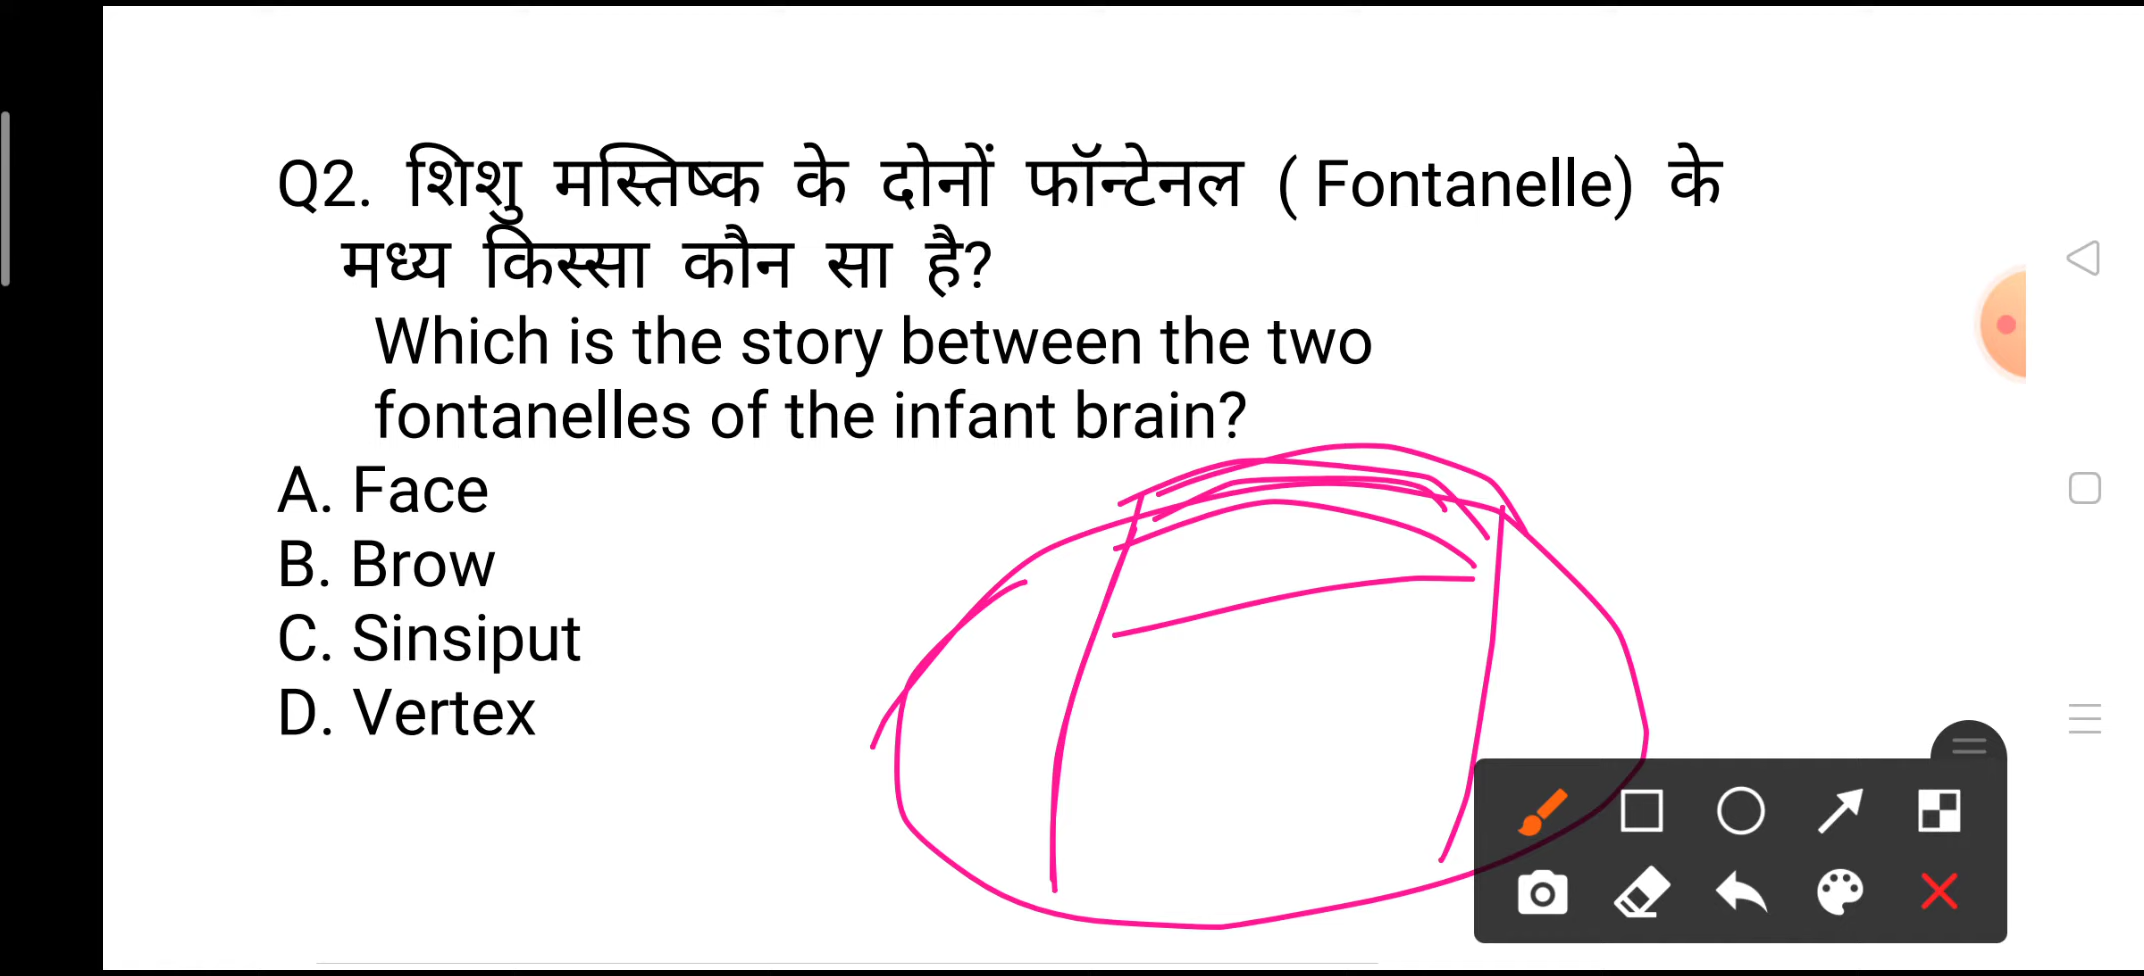 Q2. शिशु मस्तिष्क के दोनों फॉन्टेनल ( Fontanelle) के
मध्य किस्सा कौन सा है?
Which is the story between the two
fontanelles of the infant brain?
A. Face
B. Brow
C. Sinsiput
D. Vertex